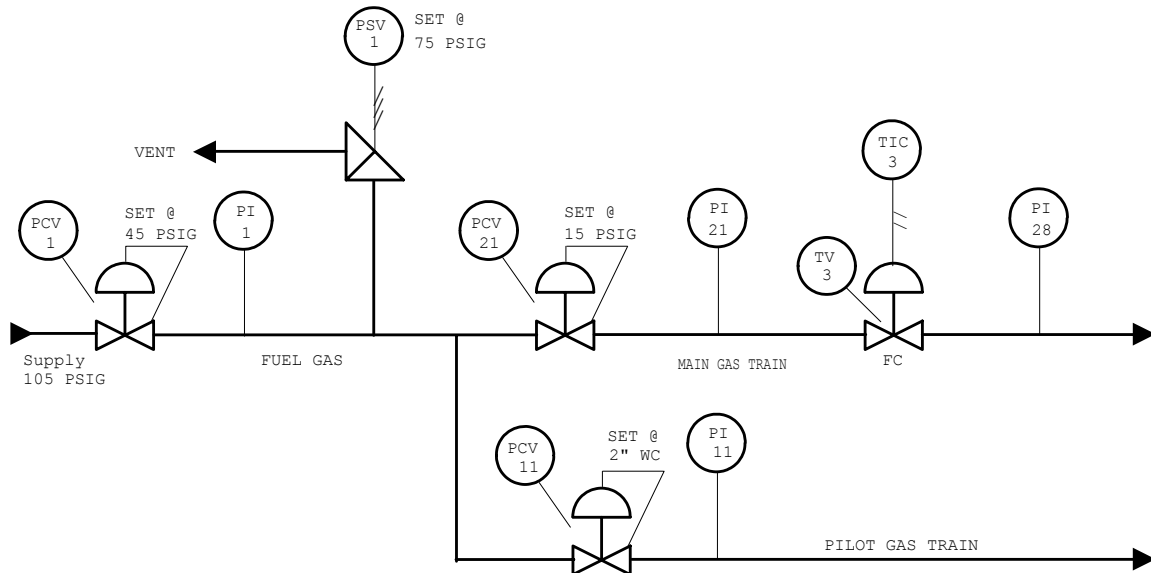 PSV
1
SET @
75 PSIG
VENT
TIC
3
PCV
1
SET @
45 PSIG
PI
1
PCV
21
SET @
15 PSIG
PI
21
TV
3
PI
28
Supply
105 PSIG
FUEL GAS
MAIN GAS TRAIN
FC
PCV
11
SET @
2" WC
PI
11
PILOT GAS TRAIN